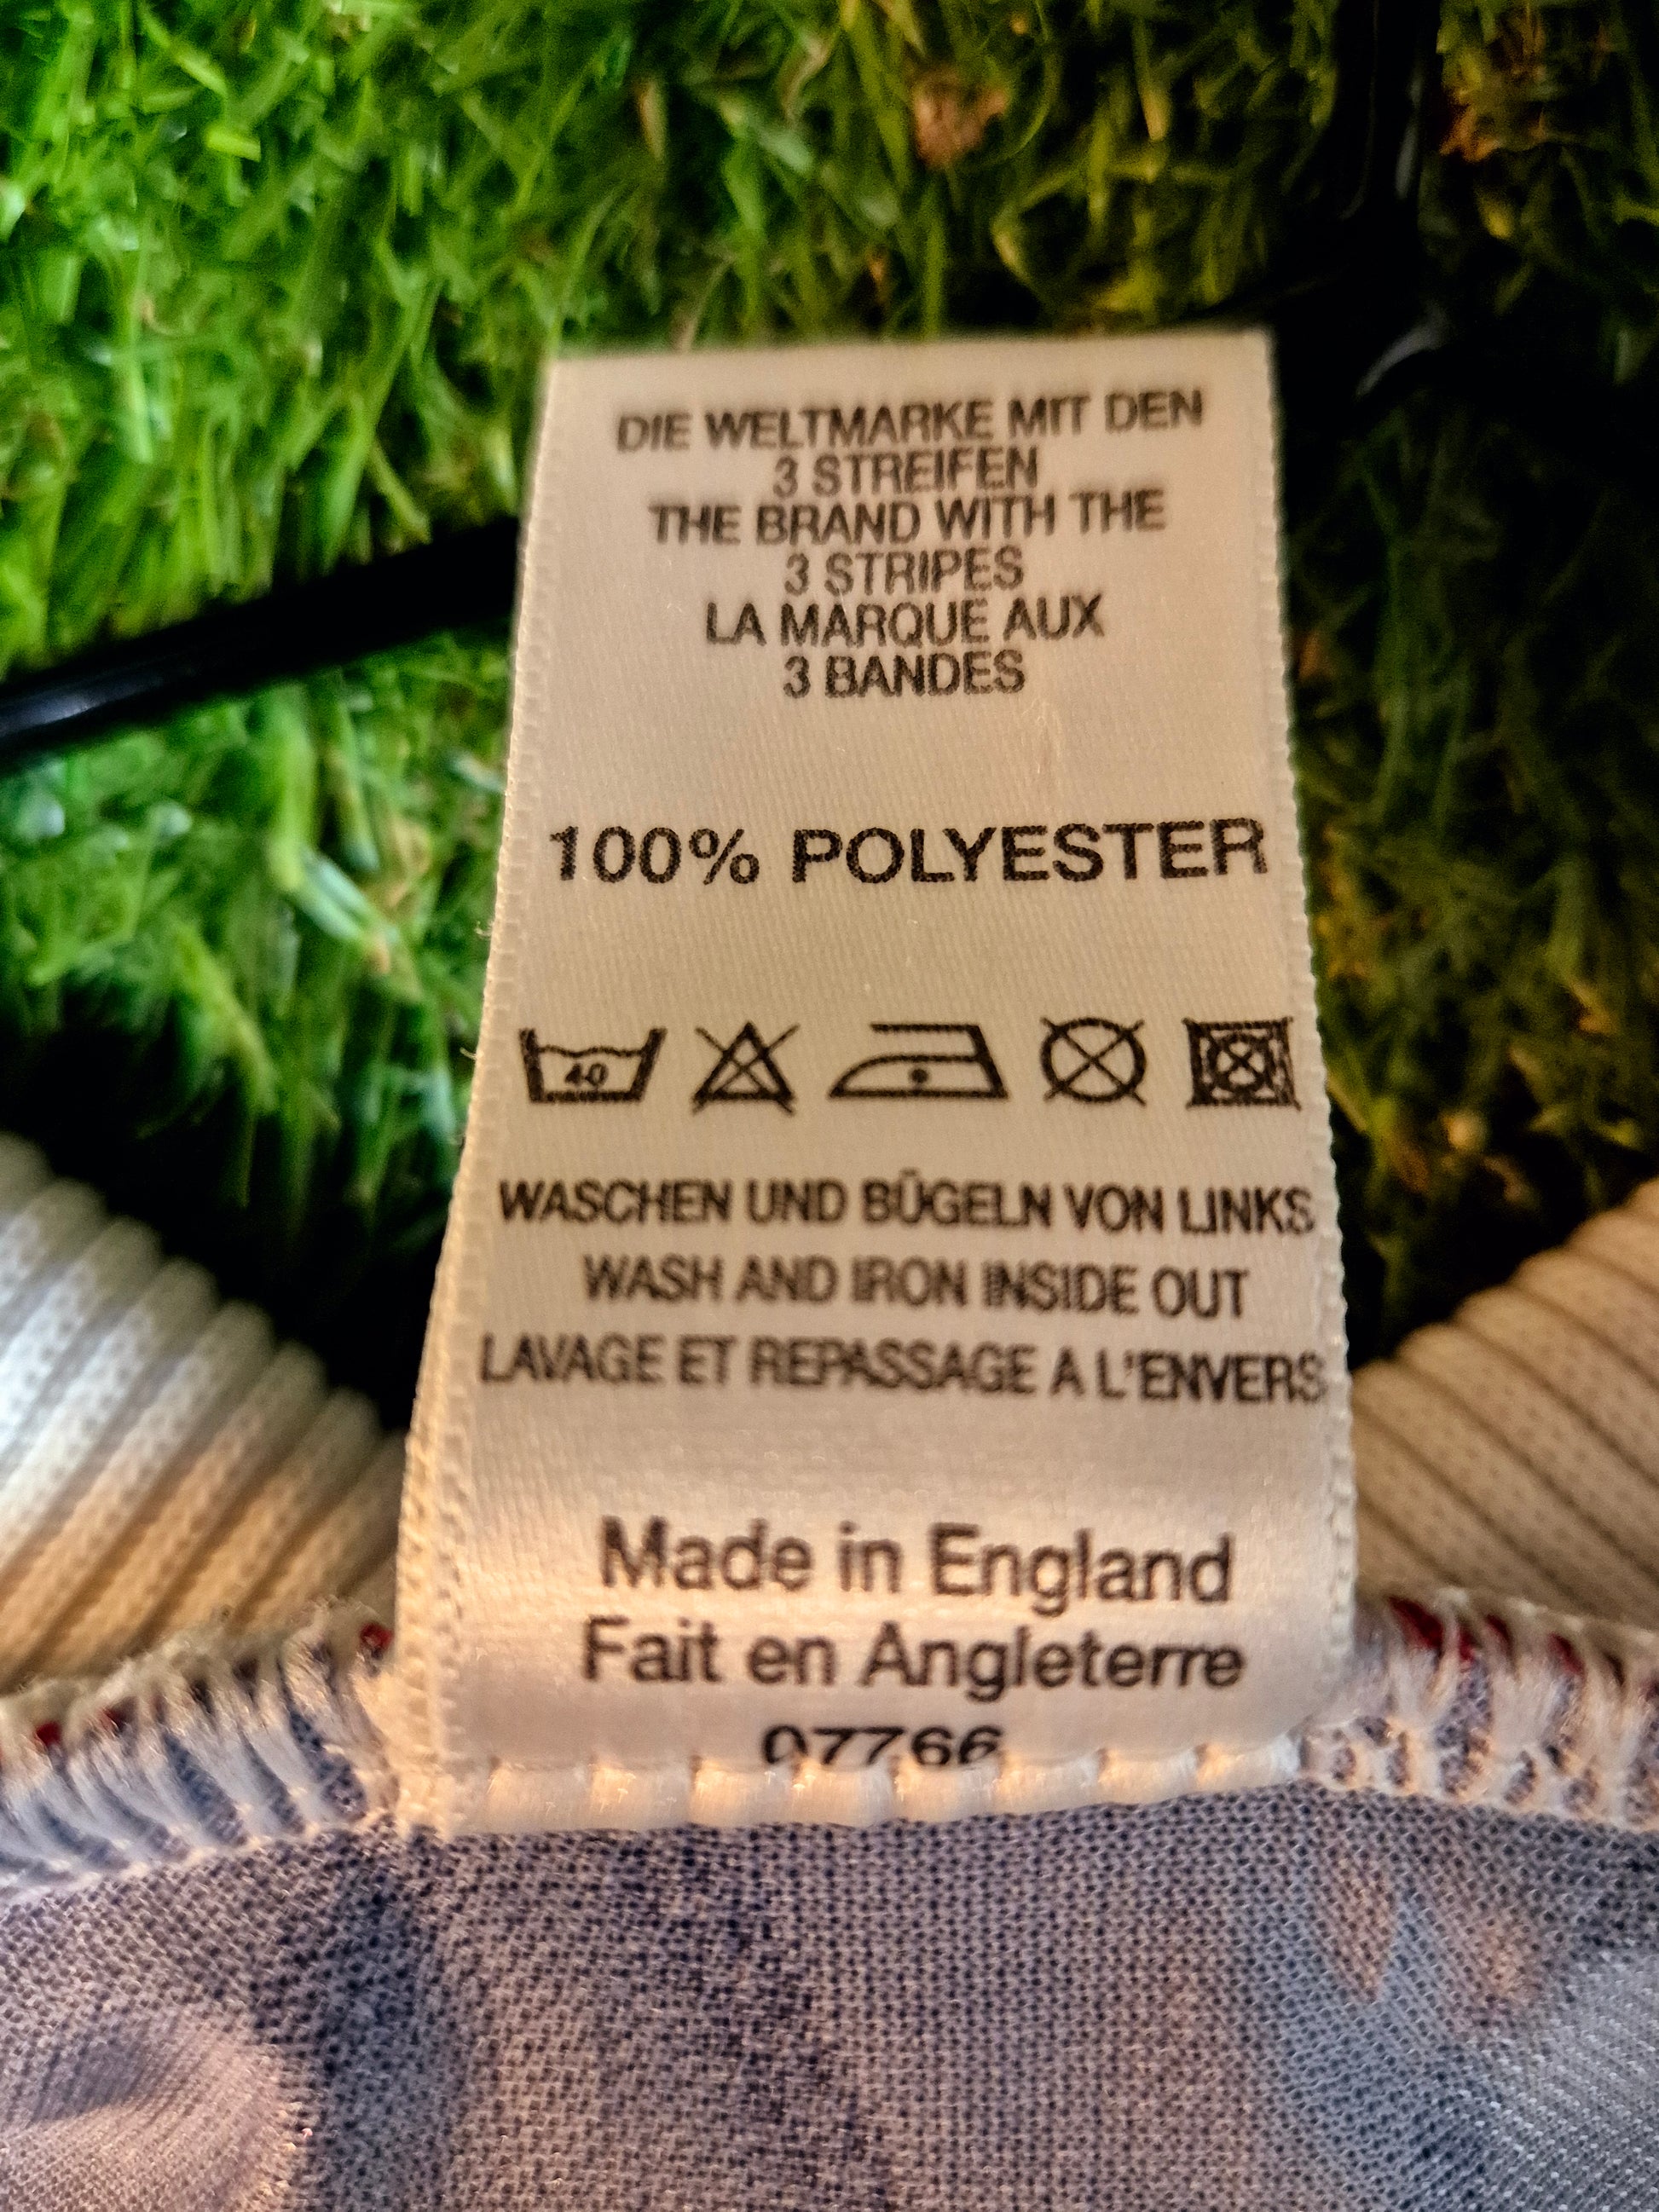 DIE WELTMARKE MIT DEN
3 STREIFEN
THE BRAND WITH THE
3 STRIPES
LA MARQUE AUX
3 BANDES
100% POLYESTER
40
WASCHEN UND BÜGELN VON LINKS
WASH AND IRON INSIDE OUT
LAVAGE ET REPASSAGE A L'ENVERS
Made in England
Fait en Angleterre
07766